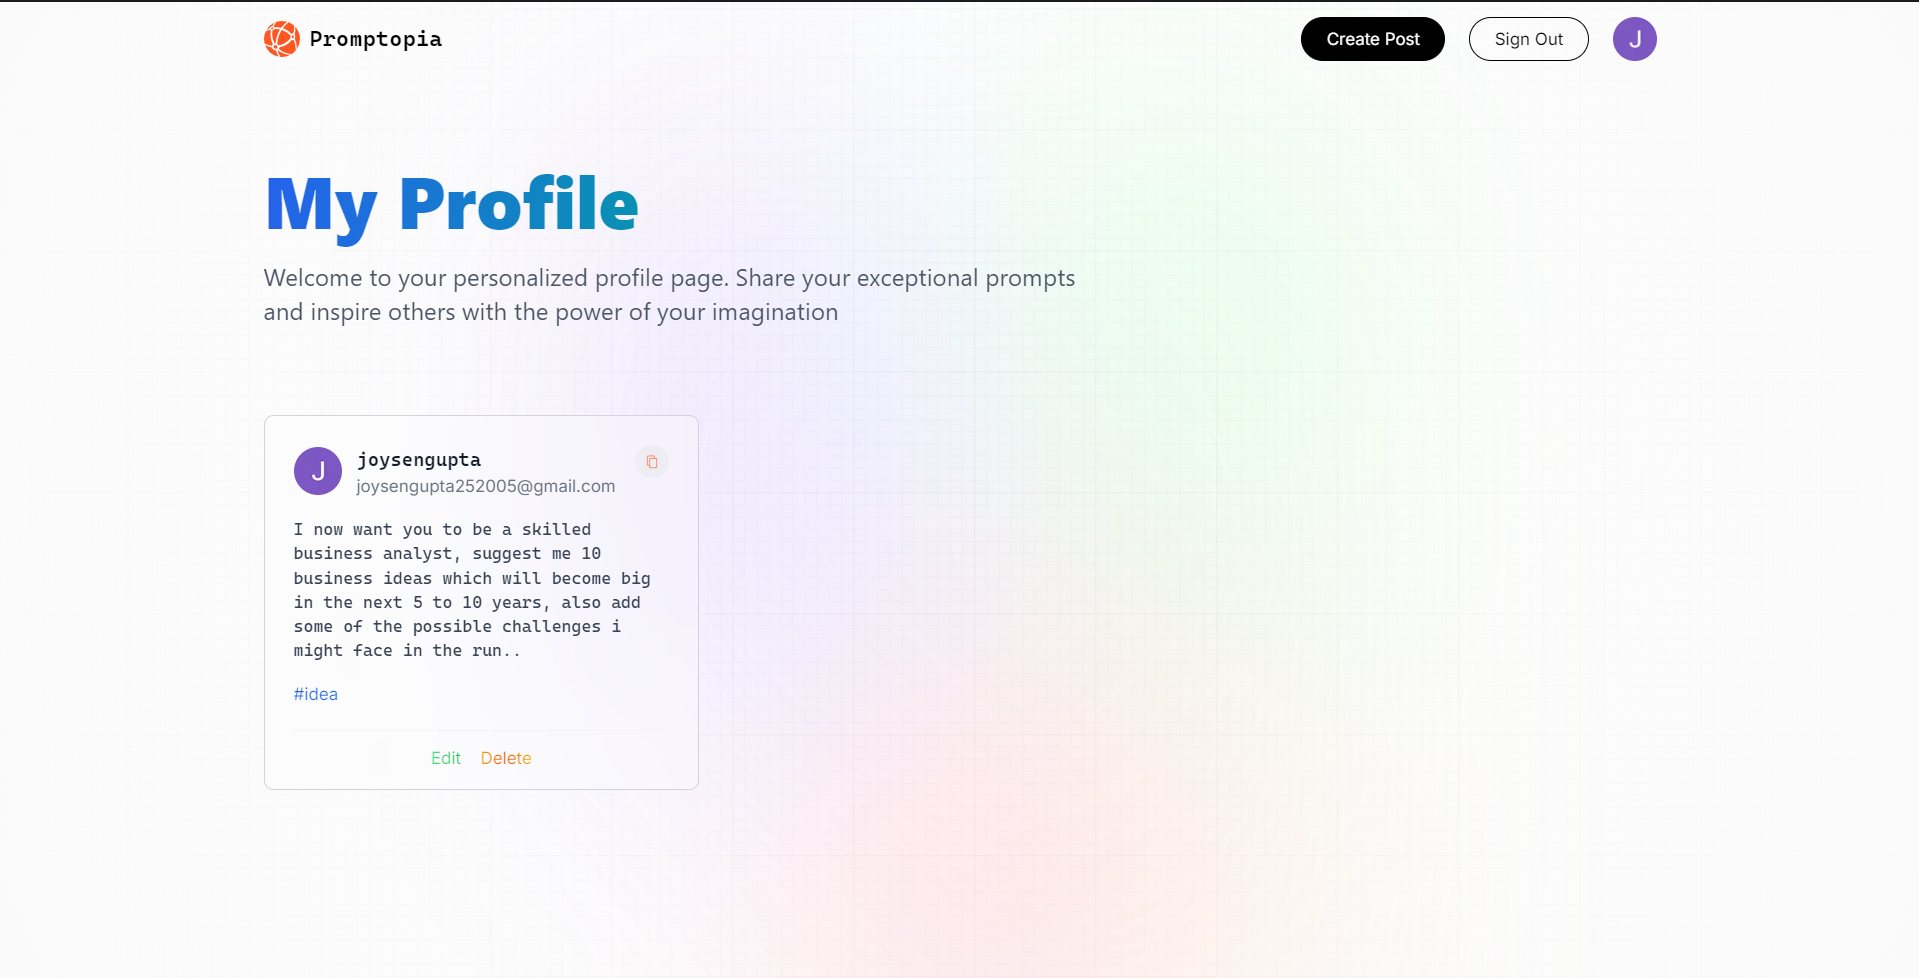 Promptopia
Create Post
Sign Out
J
My Profile
Welcome to your personalized profile page. Share your exceptional prompts
and inspire others with the power of your imagination
J
joysengupta
joysengupta252005@gmail.com
I now want you to be a skilled
business analyst, suggest me 10
business ideas which will become big
in the next 5 to 10 years, also add
some of the possible challenges i
might face in the run..
#idea
Edit
Delete